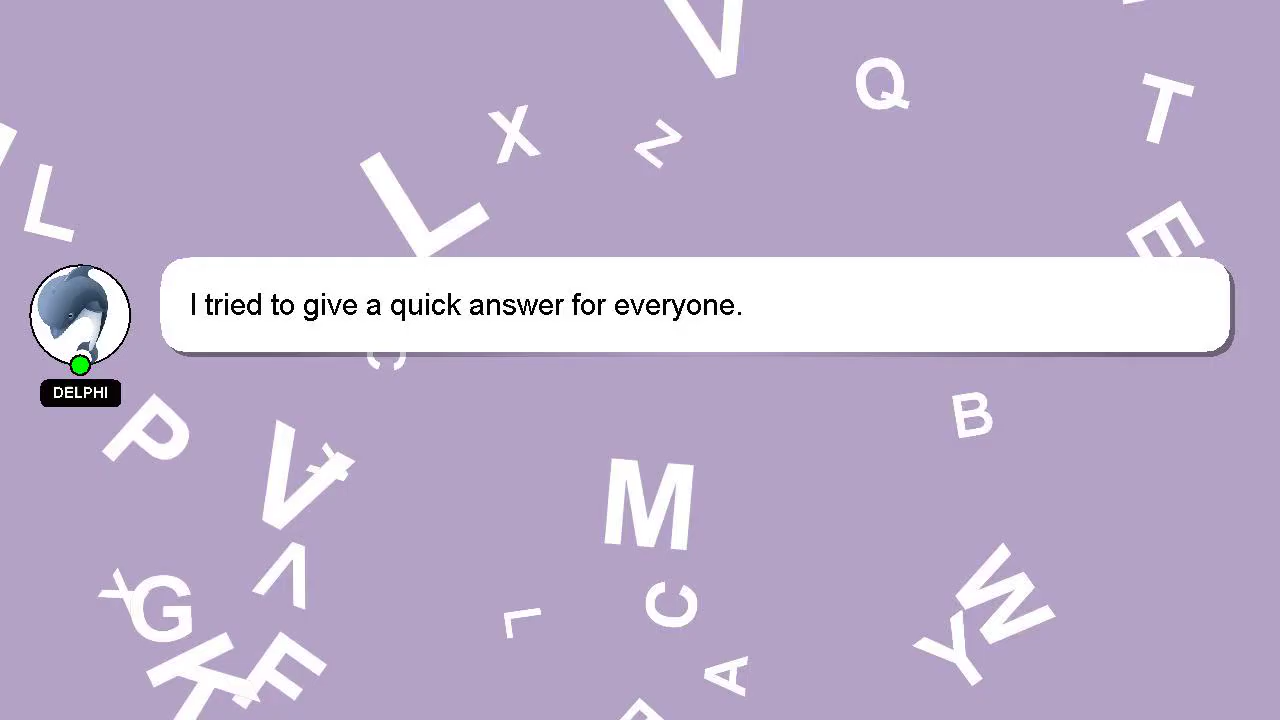 V
Q
T
X
Z
L
L
E
I tried to give a quick answer for everyone.
DELPHI
C
B
P
V
M
V
W
G
C
L
Y
K
F
A